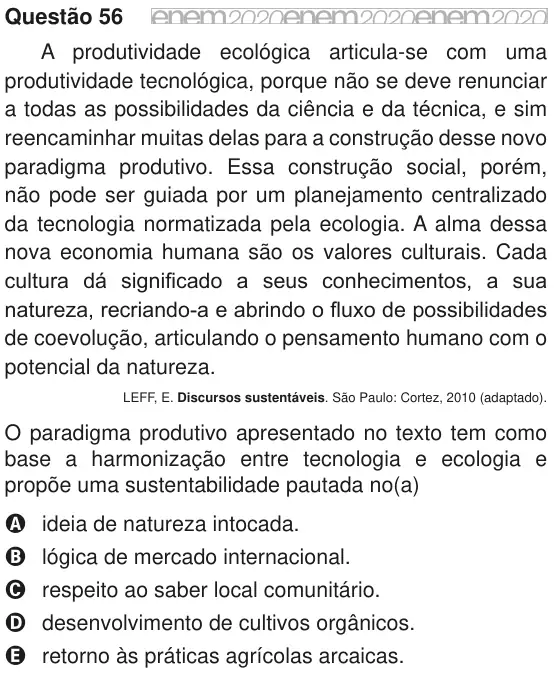 Questão 56 enem2020enem2020enem2020
A produtividade ecológica articula-se com uma
produtividade tecnológica, porque não se deve renunciar
a todas as possibilidades da ciência e da técnica, e sim
reencaminhar muitas delas para a construção desse novo
paradigma produtivo. Essa construção social, porém,
não pode ser guiada por um planejamento centralizado
da tecnologia normatizada pela ecologia. A alma dessa
nova economia humana são os valores culturais. Cada
cultura dá significado a seus conhecimentos, a sua
natureza, recriando-a e abrindo o fluxo de possibilidades
de coevolução, articulando o pensamento humano com o
potencial da natureza.
LEFF, E. Discursos sustentáveis. São Paulo: Cortez, 2010 (adaptado).
O paradigma produtivo apresentado no texto tem como
base a harmonização entre tecnologia e ecologia e
propõe uma sustentabilidade pautada no(a)
A ideia de natureza intocada.
B lógica de mercado internacional.
C respeito ao saber local comunitário.
D desenvolvimento de cultivos orgânicos.
E retorno às práticas agrícolas arcaicas.